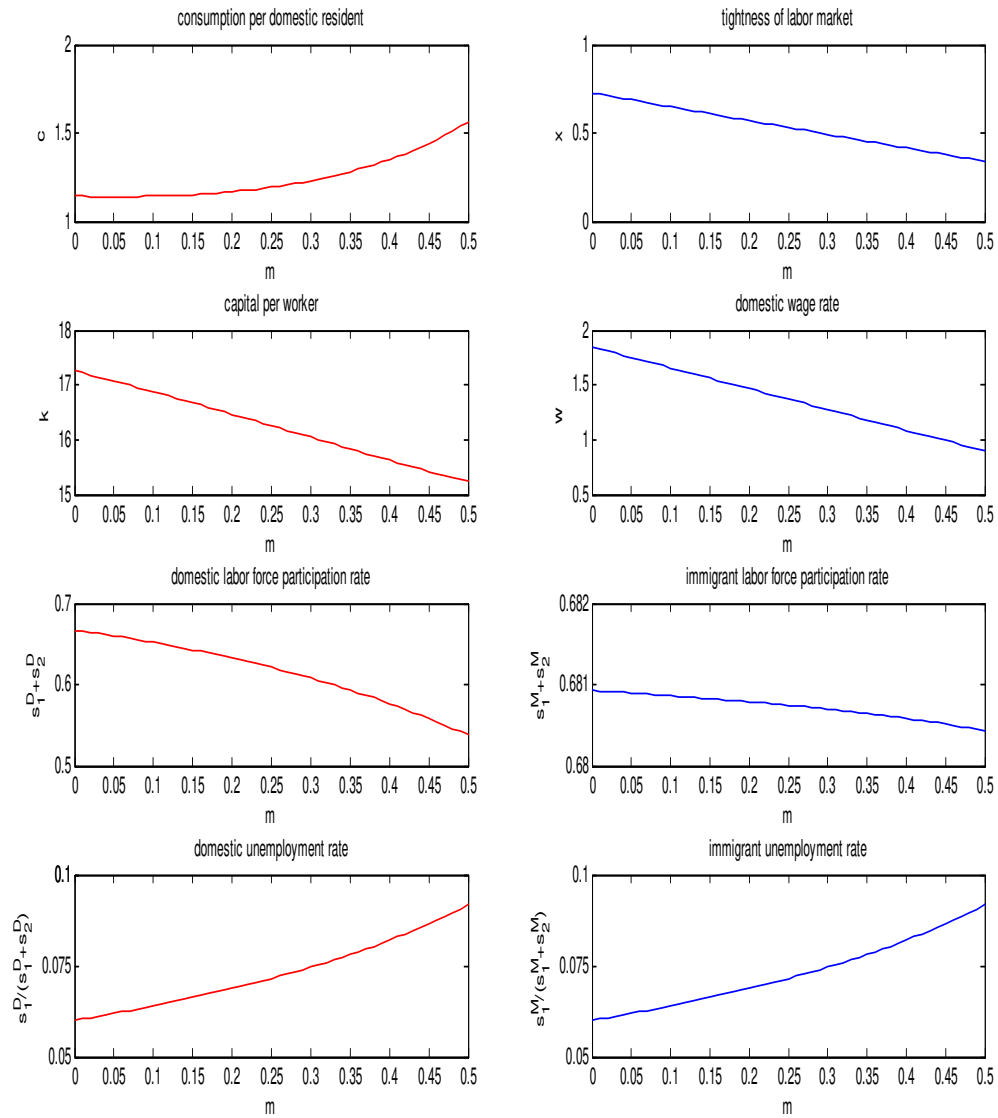 consumption per domestic resident
2
1.5
1
c
0 0.05 0.1 0.15 0.2 0.25 0.3 0.35 0.4 0.45 0.5
m
tightness of labor market
1
0.5
0
x
0 0.05 0.1 0.15 0.2 0.25 0.3 0.35 0.4 0.45 0.5
m
capital per worker
18
17
16
15
k
0 0.05 0.1 0.15 0.2 0.25 0.3 0.35 0.4 0.45 0.5
m
domestic wage rate
2
1.5
1
0.5
w
0 0.05 0.1 0.15 0.2 0.25 0.3 0.35 0.4 0.45 0.5
m
domestic labor force participation rate
0.7
0.6
0.5
s_1^D+s_2^D
0 0.05 0.1 0.15 0.2 0.25 0.3 0.35 0.4 0.45 0.5
m
immigrant labor force participation rate
0.682
0.681
0.68
s_1^M+s_2^M
0 0.05 0.1 0.15 0.2 0.25 0.3 0.35 0.4 0.45 0.5
m
domestic unemployment rate
0.1
0.075
0.05
s_1^D/(s_1^D+s_2^D)
0 0.05 0.1 0.15 0.2 0.25 0.3 0.35 0.4 0.45 0.5
m
immigrant unemployment rate
0.1
0.075
0.05
s_1^M/(s_1^M+s_2^M)
0 0.05 0.1 0.15 0.2 0.25 0.3 0.35 0.4 0.45 0.5
m